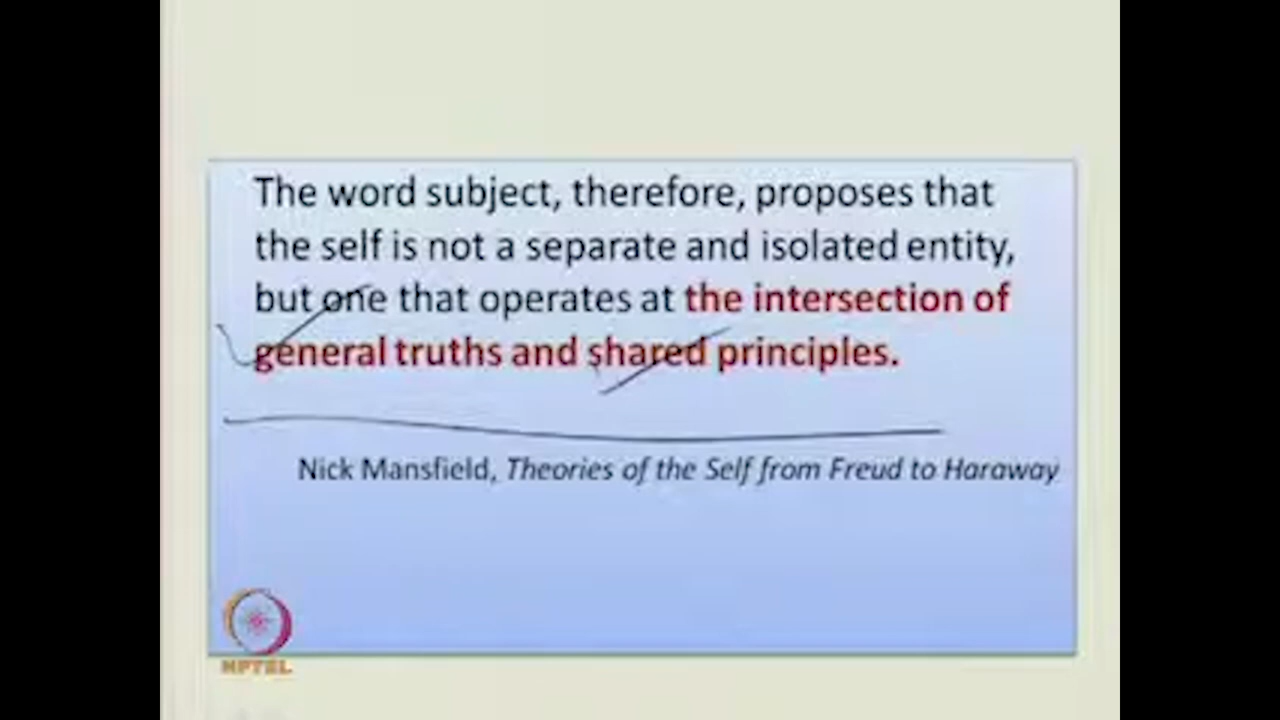 The word subject, therefore, proposes that
the self is not a separate and isolated entity,
but one that operates at the intersection of
general truths and shared principles.
Nick Mansfield, Theories of the Self from Freud to Haraway
NPTEL